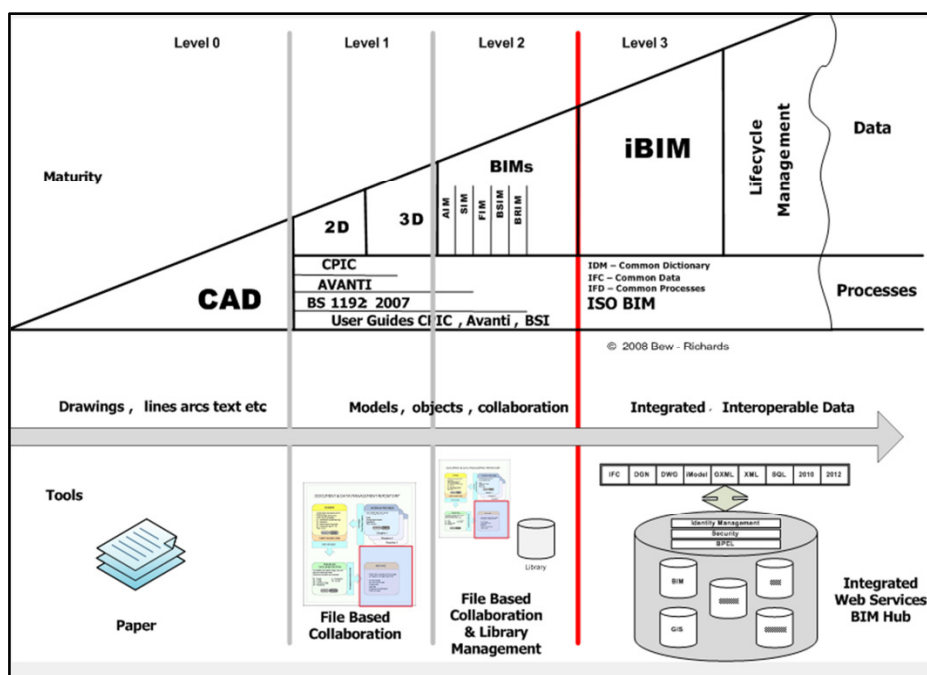 Level 0
Level 1
Level 2
Level 3
Maturity
CAD
2D
3D
BIMs
AIM
SIM
FIM
BSIM
BRIM
iBIM
Lifecycle
Management
Data
CPIC
AVANTI
BS 1192 2007
User Guides CPIC , Avanti , BSI
IDM – Common Dictionary
IFC – Common Data
IFD – Common Processes
ISO BIM
Processes
© 2008 Bew - Richards
Drawings , lines arcs text etc
Models , objects , collaboration
Integrated , Interoperable Data
Tools
Paper
DOCUMENT & DATA MANAGEMENT REPOSITORY
File Based
Collaboration
Library
File Based
Collaboration
& Library
Management
IFC DGN DWG iModel GXML XML SQL 2010 2012
Identity Management
Security
BPEL
BIM
GIS
Integrated
Web Services
BIM Hub